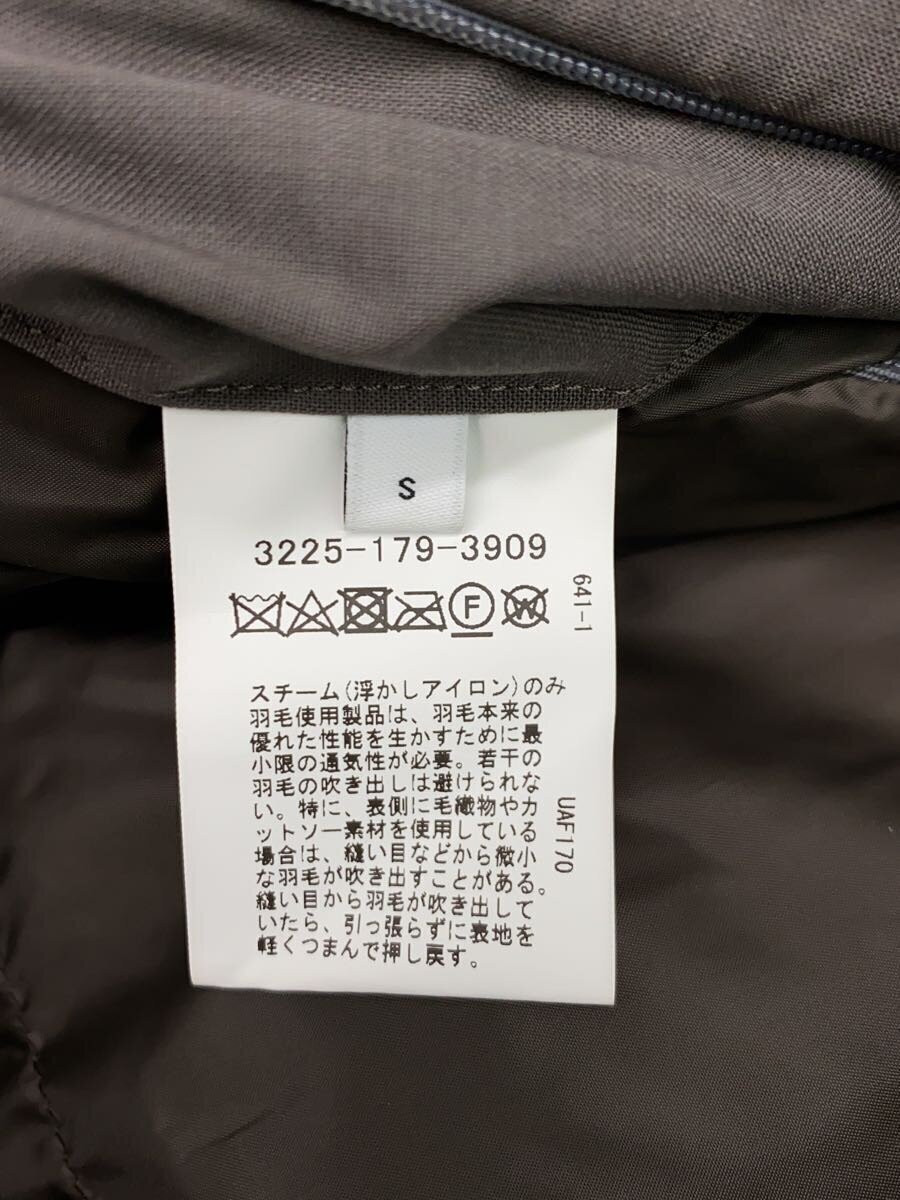 S
3225-179-3909
F W
641-1
スチーム(浮かしアイロン)のみ
羽毛使用製品は、羽毛本来の
優れた性能を生かすために最
小限の通気性が必要。若干の
羽毛の吹き出しは避けられな
い。特に、表側に毛織物やカ
ットソー素材を使用している
場合は、縫い目などから微小
な羽毛が吹き出すことがある。
縫い目から羽毛が吹き出して
いたら、引っ張らずに表地を
軽くつまんで押し戻す。
UAF170